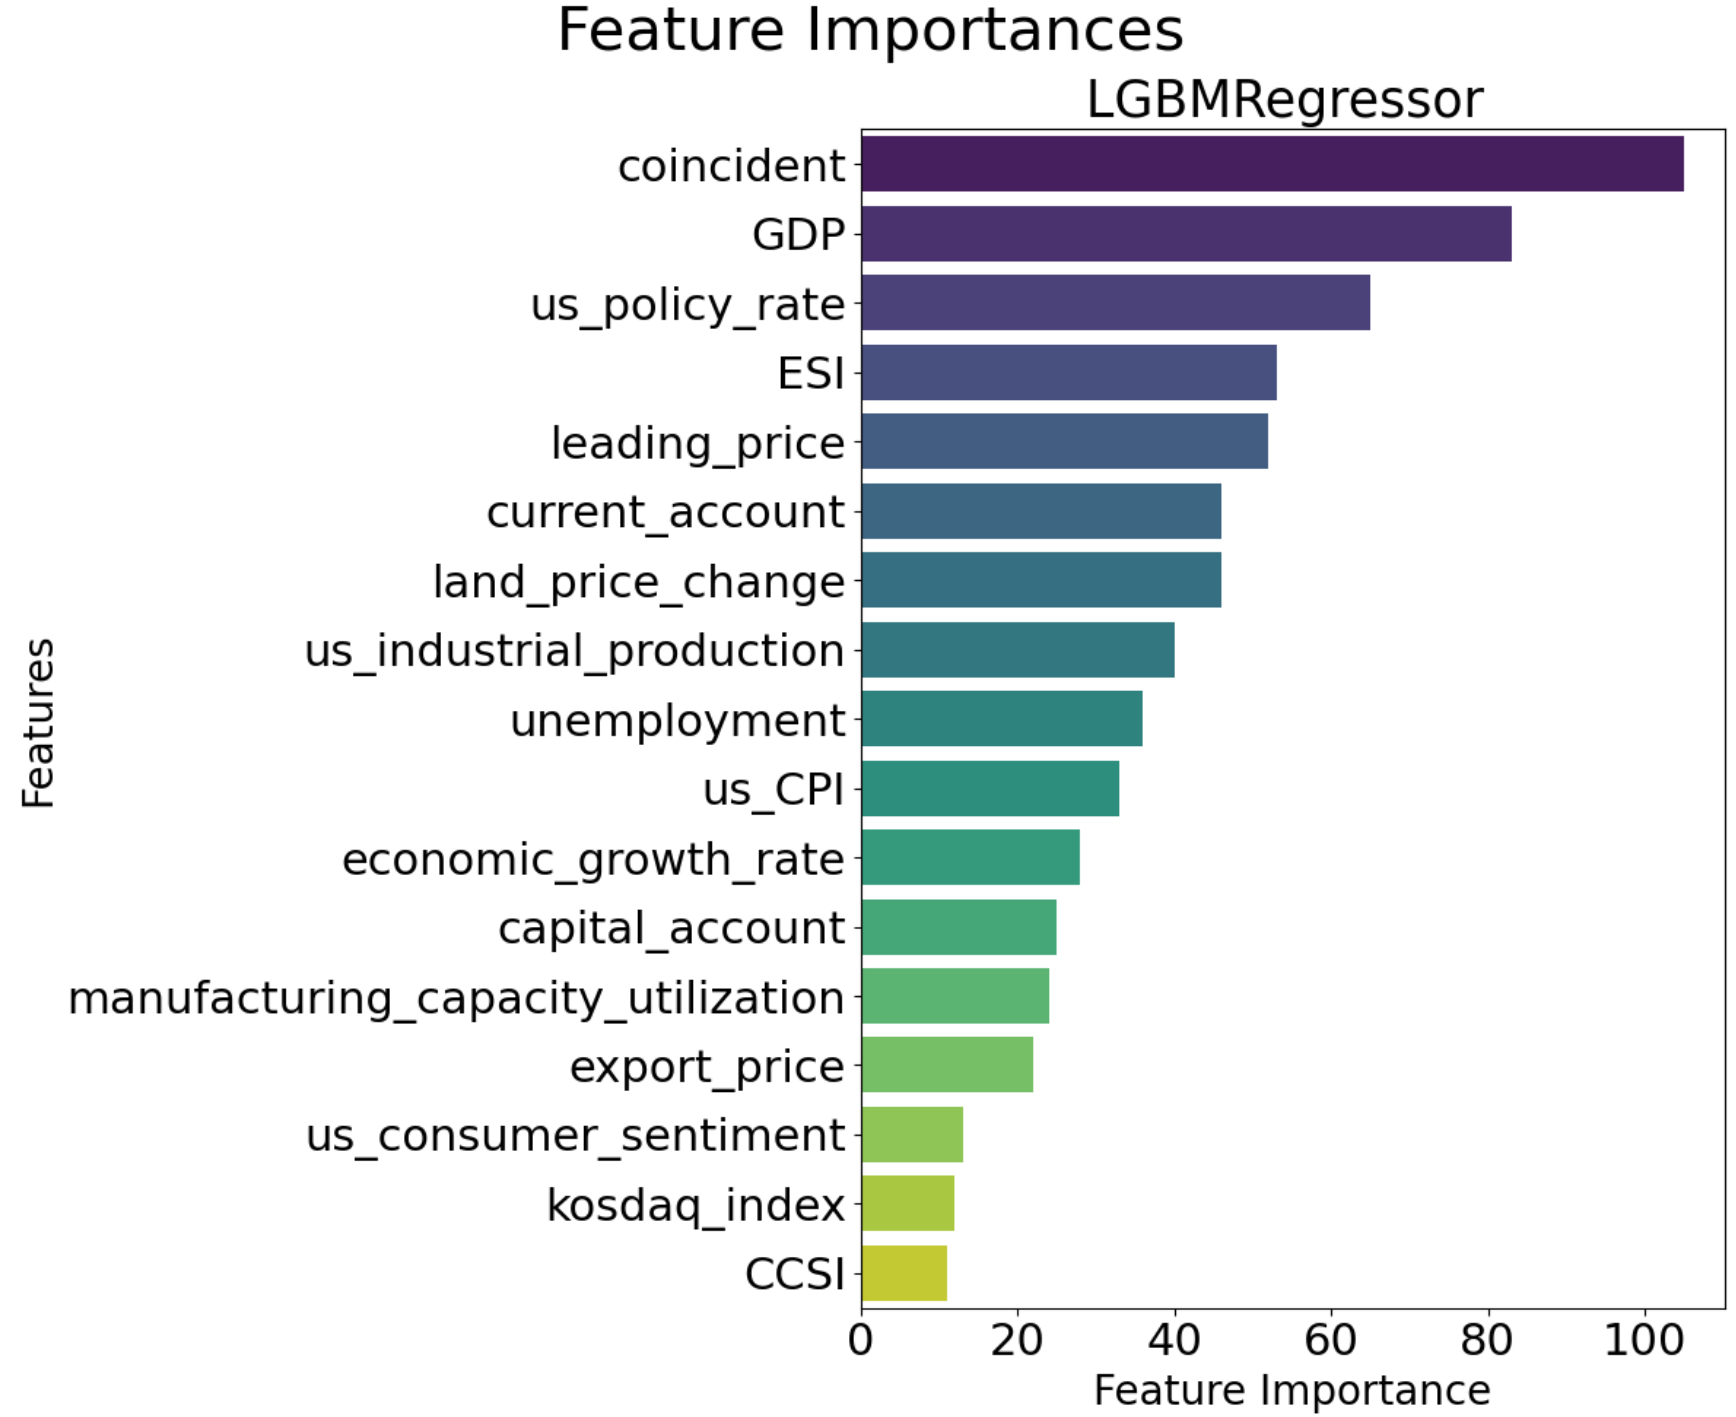 Feature Importances
LGBMRegressor
coincident
GDP
us_policy_rate
ESI
leading_price
current_account
land_price_change
us_industrial_production
unemployment
us_CPI
economic_growth_rate
capital_account
manufacturing_capacity_utilization
export_price
us_consumer_sentiment
kosdaq_index
CCSI
Features
0 20 40 60 80 100
Feature Importance